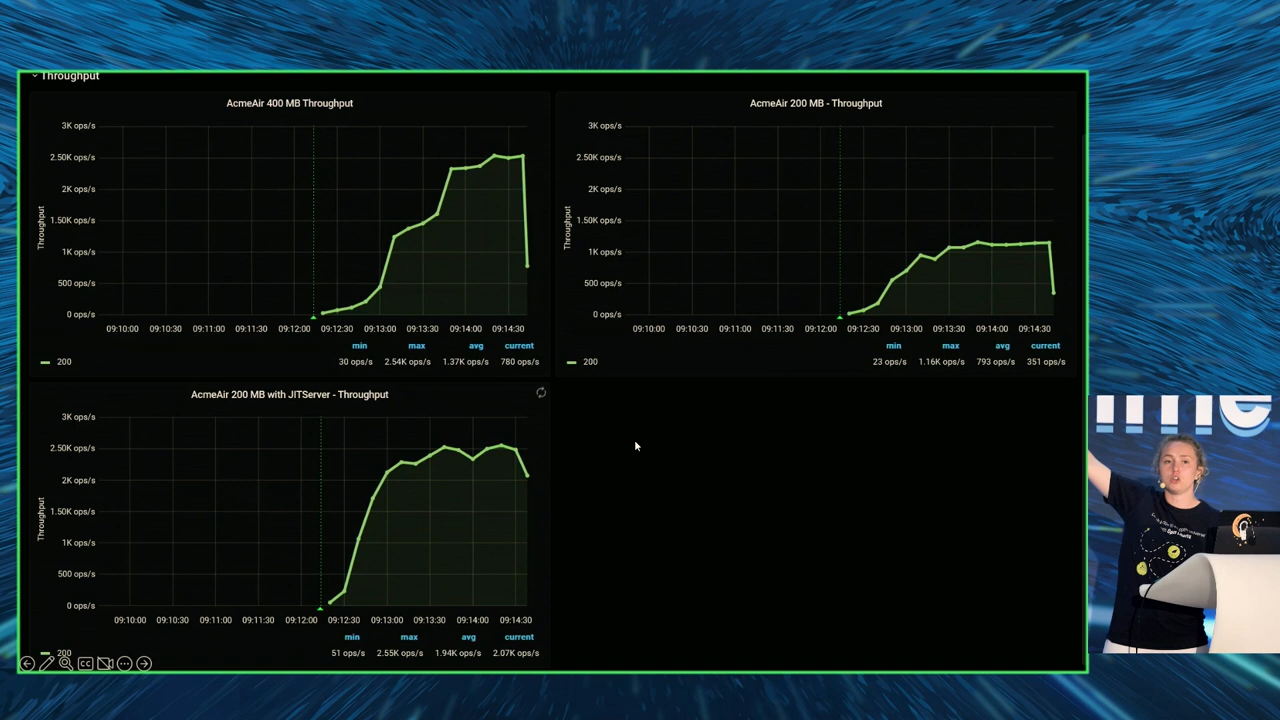 Throughput
AcmeAir 400 MB Throughput
3K ops/s
2.50K ops/s
2K ops/s
1.50K ops/s
1K ops/s
500 ops/s
0 ops/s
Throughput
09:10:00 09:10:30 09:11:00 09:11:30 09:12:00 09:12:30 09:13:00 09:13:30 09:14:00 09:14:30
min max avg current
200 30 ops/s 2.54K ops/s 1.37K ops/s 780 ops/s
AcmeAir 200 MB - Throughput
3K ops/s
2.50K ops/s
2K ops/s
1.50K ops/s
1K ops/s
500 ops/s
0 ops/s
Throughput
09:10:00 09:10:30 09:11:00 09:11:30 09:12:00 09:12:30 09:13:00 09:13:30 09:14:00 09:14:30
min max avg current
200 23 ops/s 1.16K ops/s 793 ops/s 351 ops/s
AcmeAir 200 MB with JITServer - Throughput
3K ops/s
2.50K ops/s
2K ops/s
1.50K ops/s
1K ops/s
500 ops/s
0 ops/s
Throughput
09:10:00 09:10:30 09:11:00 09:11:30 09:12:00 09:12:30 09:13:00 09:13:30 09:14:00 09:14:30
min max avg current
200 51 ops/s 2.55K ops/s 1.94K ops/s 2.07K ops/s
CC